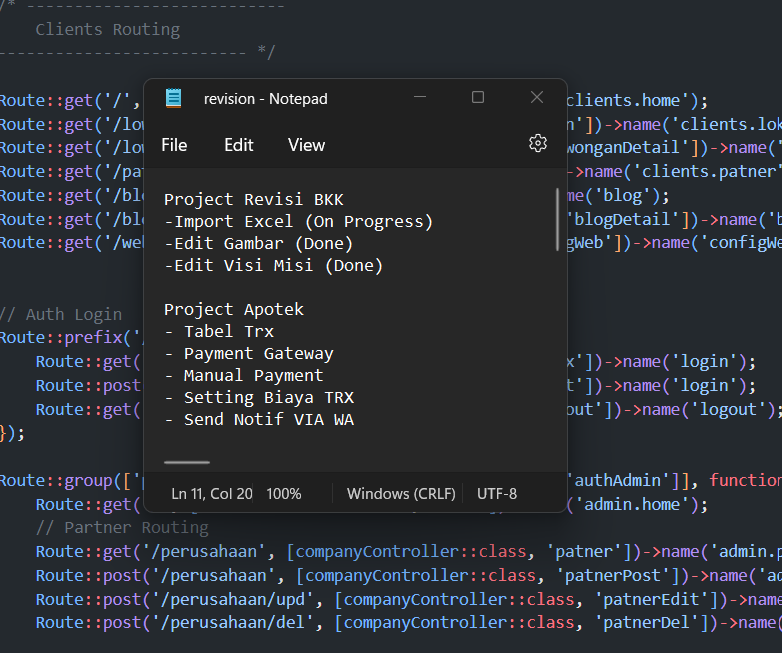 /* ---------------------------
Clients Routing
------------------------- */
Route::get('/', clients.home');
Route::get('/lo n'])->name('clients.lok
Route::get('/lo wonganDetail'])->name('
Route::get('/pa ->name('clients.patner'
Route::get('/bl me('blog');
Route::get('/bl 'blogDetail'])->name('b
Route::get('/we gWeb'])->name('configWe
// Auth Login
Route::prefix('
Route::get( x'])->name('login');
Route::post t'])->name('login');
Route::get( out'])->name('logout');
});
Route::group([' 'authAdmin']], function
Route::get( ('admin.home');
// Partner Routing
Route::get('/perusahaan', [companyController::class, 'patner'])->name('admin.p
Route::post('/perusahaan', [companyController::class, 'patnerPost'])->name('ad
Route::post('/perusahaan/upd', [companyController::class, 'patnerEdit'])->name
Route::post('/perusahaan/del', [companyController::class, 'patnerDel'])->name(
revision - Notepad
File Edit View
Project Revisi BKK
-Import Excel (On Progress)
-Edit Gambar (Done)
-Edit Visi Misi (Done)
Project Apotek
- Tabel Trx
- Payment Gateway
- Manual Payment
- Setting Biaya TRX
- Send Notif VIA WA
Ln 11, Col 20 100% Windows (CRLF) UTF-8